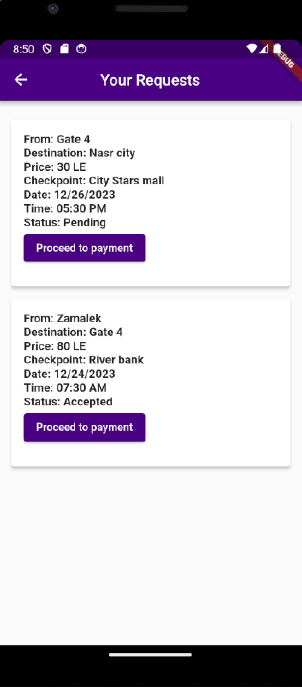 8:50
DEBUG
Your Requests
From: Gate 4
Destination: Nasr city
Price: 30 LE
Checkpoint: City Stars mall
Date: 12/26/2023
Time: 05:30 PM
Status: Pending
Proceed to payment
From: Zamalek
Destination: Gate 4
Price: 80 LE
Checkpoint: River bank
Date: 12/24/2023
Time: 07:30 AM
Status: Accepted
Proceed to payment